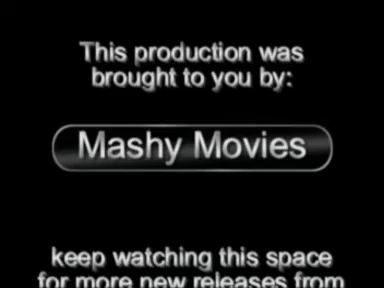 This production was
brought to you by:
Mashy Movies
keep watching this space
for more new releases from